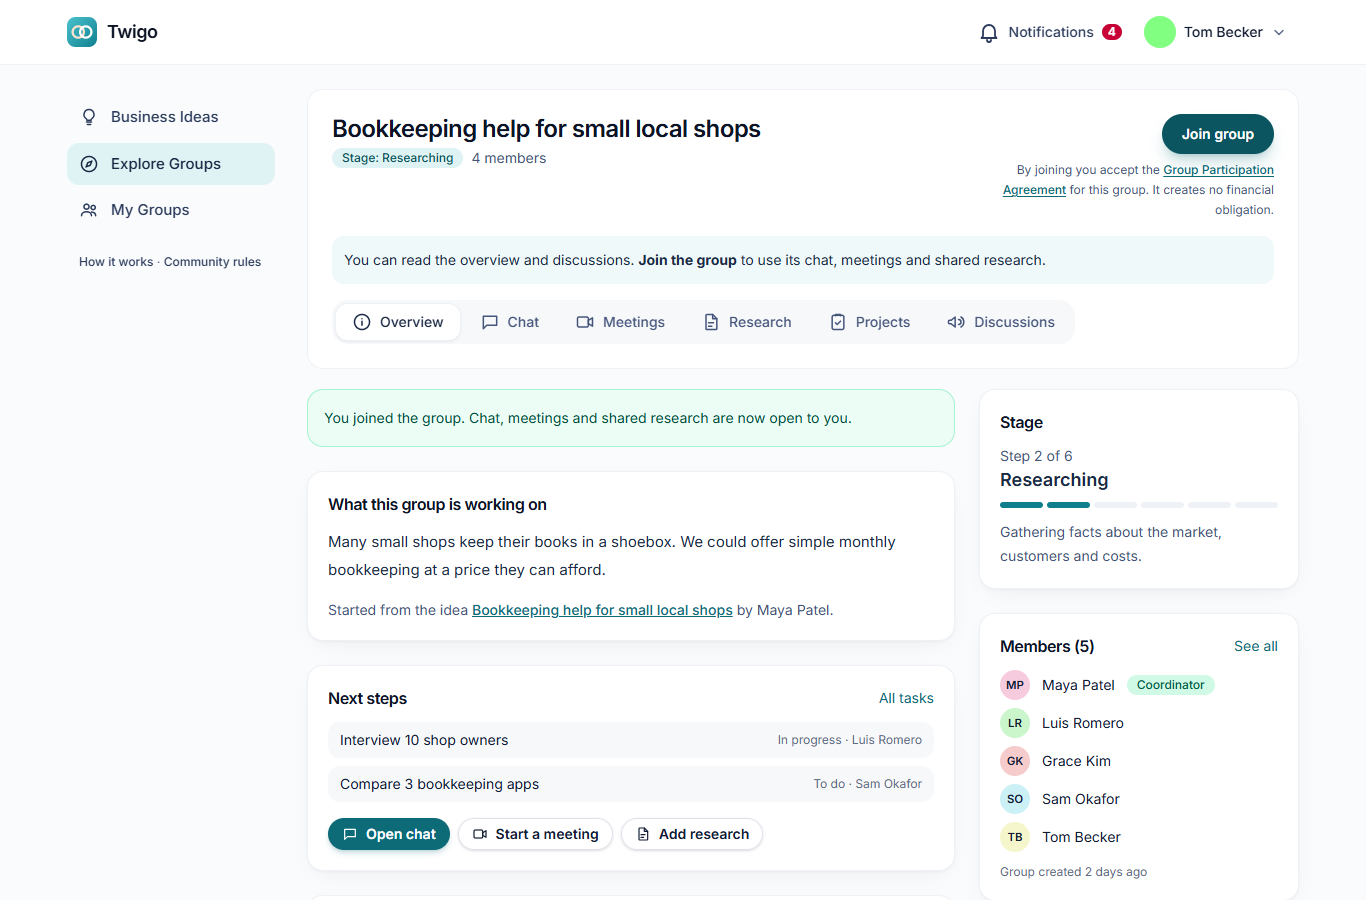 Twigo
Notifications 4
Tom Becker
Business Ideas
Explore Groups
My Groups
How it works · Community rules
Bookkeeping help for small local shops
Stage: Researching 4 members
Join group
By joining you accept the Group Participation
Agreement for this group. It creates no financial
obligation.
You can read the overview and discussions. Join the group to use its chat, meetings and shared research.
Overview Chat Meetings Research Projects Discussions
You joined the group. Chat, meetings and shared research are now open to you.
What this group is working on
Many small shops keep their books in a shoebox. We could offer simple monthly
bookkeeping at a price they can afford.
Started from the idea Bookkeeping help for small local shops by Maya Patel.
Next steps All tasks
Interview 10 shop owners In progress · Luis Romero
Compare 3 bookkeeping apps To do · Sam Okafor
Open chat Start a meeting Add research
Stage
Step 2 of 6
Researching
Gathering facts about the market,
customers and costs.
Members (5) See all
MP Maya Patel Coordinator
LR Luis Romero
GK Grace Kim
SO Sam Okafor
TB Tom Becker
Group created 2 days ago